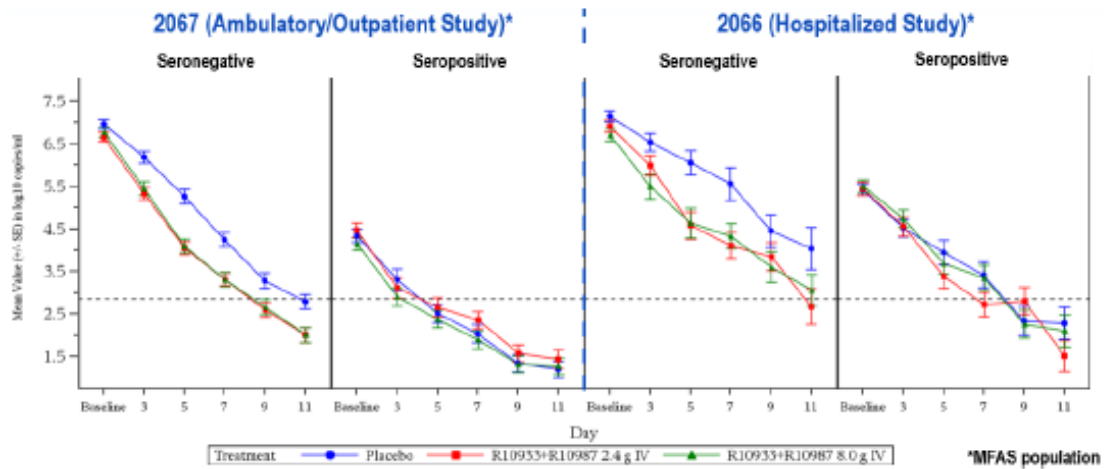 2067 (Ambulatory/Outpatient Study)*
2066 (Hospitalized Study)*
Seronegative
Seropositive
Seronegative
Seropositive
Mean Value (+/- SE) in log10 copies/ml
7.5
6.5
5.5
4.5
3.5
2.5
1.5
Baseline 3 5 7 9 11
Baseline 3 5 7 9 11
Baseline 3 5 7 9 11
Baseline 3 5 7 9 11
Day
Treatment Placebo R10933+R10987 2.4 g IV R10933+R10987 8.0 g IV
*MFAS population